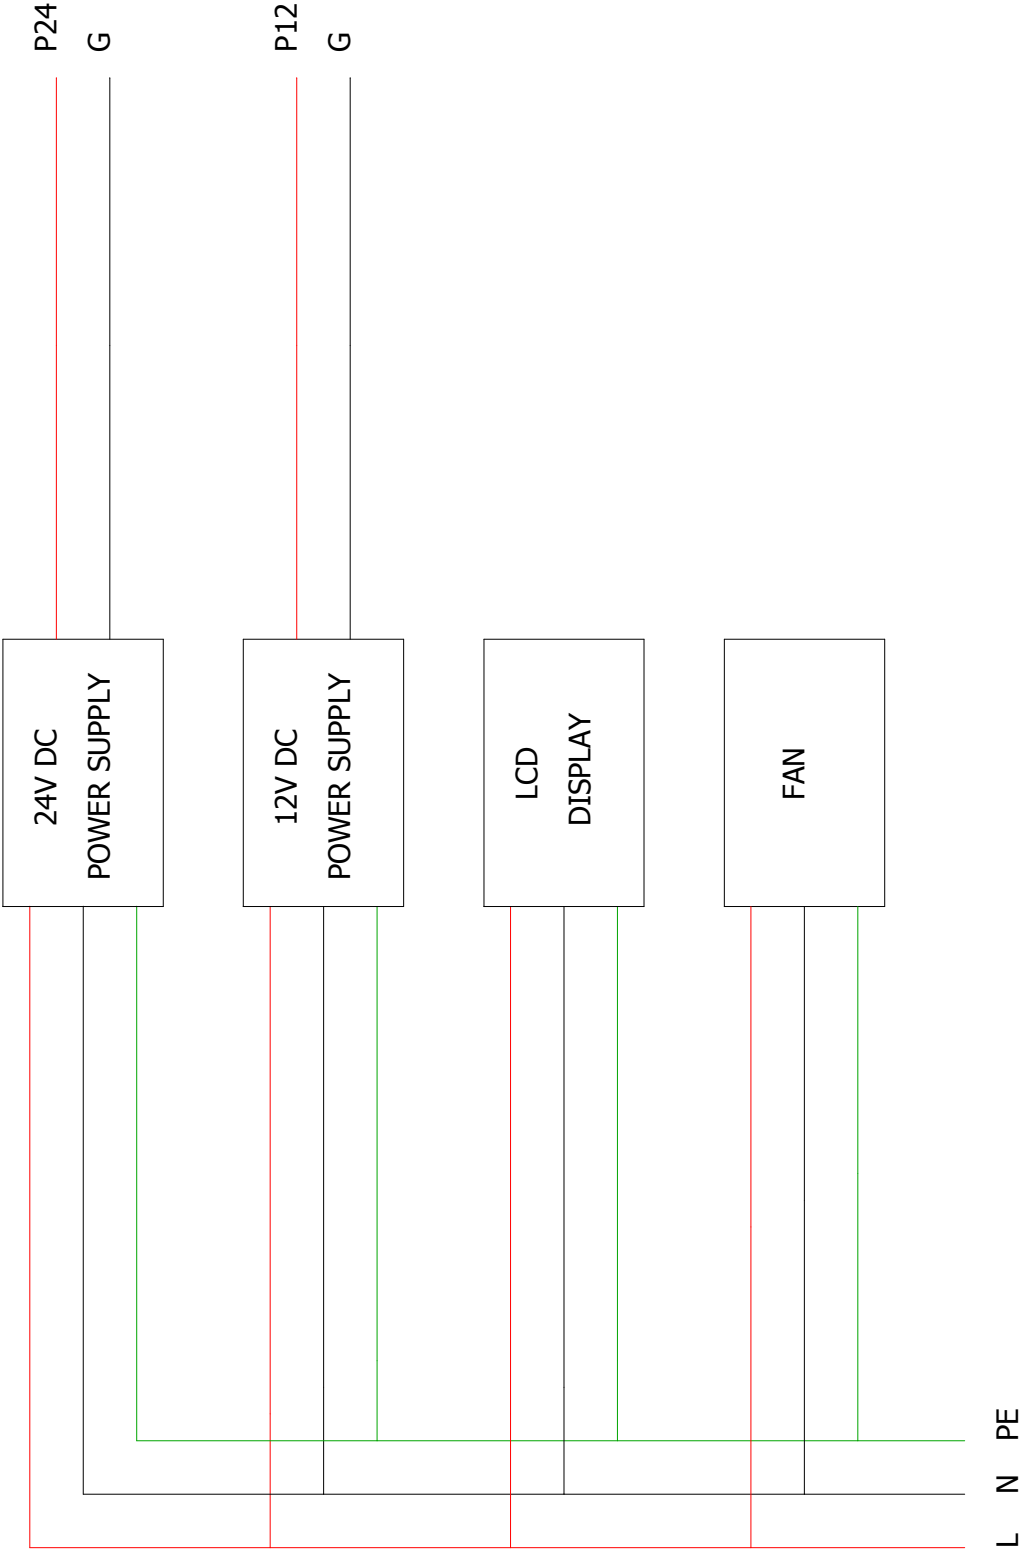 P24
G
P12
G
24V DC
POWER SUPPLY
12V DC
POWER SUPPLY
LCD
DISPLAY
FAN
L
N
PE